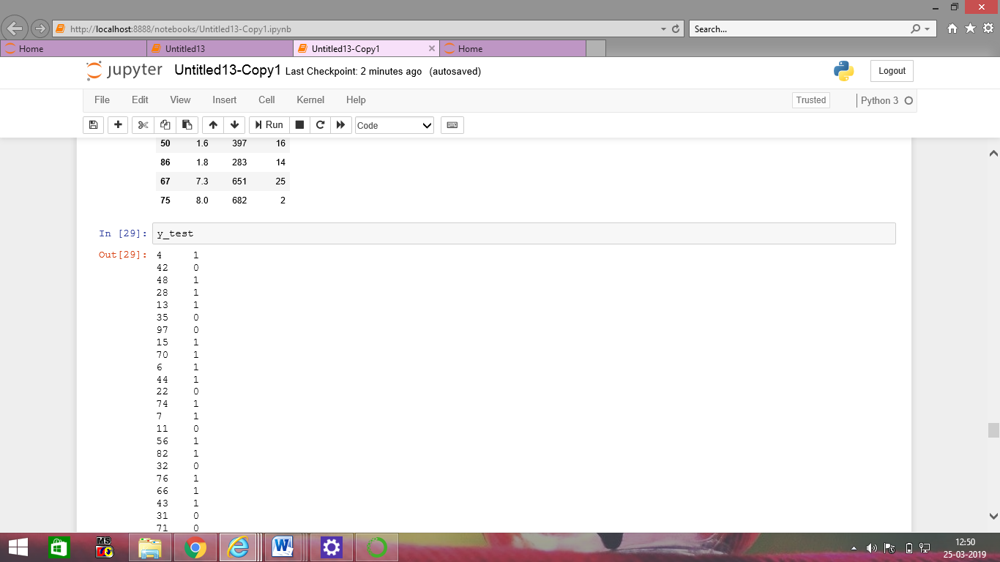 http://localhost:8888/notebooks/Untitled13-Copy1.ipynb
Search...
Home
Untitled13
Untitled13-Copy1
Home
jupyter Untitled13-Copy1 Last Checkpoint: 2 minutes ago (autosaved)
Logout
File Edit View Insert Cell Kernel Help
Trusted
Python 3
Run
Code
50 1.6 397 16
86 1.8 283 14
67 7.3 651 25
75 8.0 682 2
In [29]: y_test
Out[29]: 4 1
42 0
48 1
28 1
13 1
35 0
97 0
15 1
70 1
6 1
44 1
22 0
74 1
7 1
11 0
56 1
82 1
32 0
76 1
66 1
43 1
31 0
71 0
MS
12:50
25-03-2019